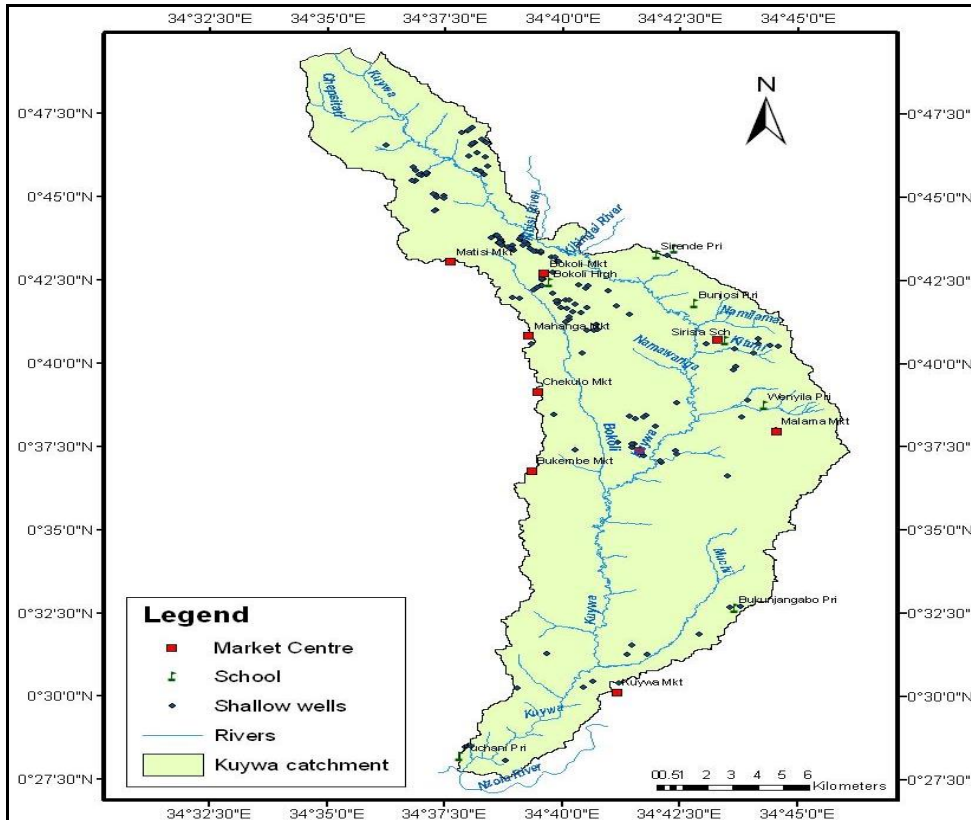 34°32'30"E 34°35'0"E 34°37'30"E 34°40'0"E 34°42'30"E 34°45'0"E
0°47'30"N 0°47'30"N
0°45'0"N 0°45'0"N
0°42'30"N 0°42'30"N
0°40'0"N 0°40'0"N
0°37'30"N 0°37'30"N
0°35'0"N 0°35'0"N
0°32'30"N 0°32'30"N
0°30'0"N 0°30'0"N
0°27'30"N 0°27'30"N
N
Kuywa
Chepsitati
Kibingei River
Sirende Pri
Matisi Mkt
Bokoli Mkt
Bokoli High
Bunjosi Pri
Namilama
Mahanga Mkt
Sirisia Sch
Namawanga
Chekulo Mkt
Wenyila Pri
Malama Mkt
Bokoli
Kuywa
Bukembe Mkt
Muchi
Bukunjangabo Pri
Kuywa
Kuywa Mkt
Kuywa
uchani Pri
Nzoia River
Legend
Market Centre
School
Shallow wells
Rivers
Kuywa catchment
0 0.5 1 2 3 4 5 6
Kilometers
34°32'30"E 34°35'0"E 34°37'30"E 34°40'0"E 34°42'30"E 34°45'0"E